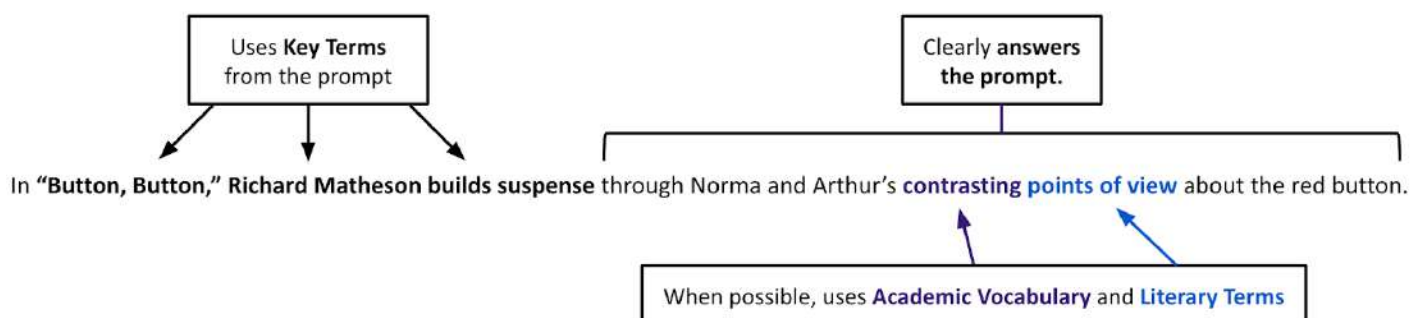 Uses Key Terms
from the prompt
Clearly answers
the prompt.
In “Button, Button,” Richard Matheson builds suspense through Norma and Arthur’s contrasting points of view about the red button.
When possible, uses Academic Vocabulary and Literary Terms